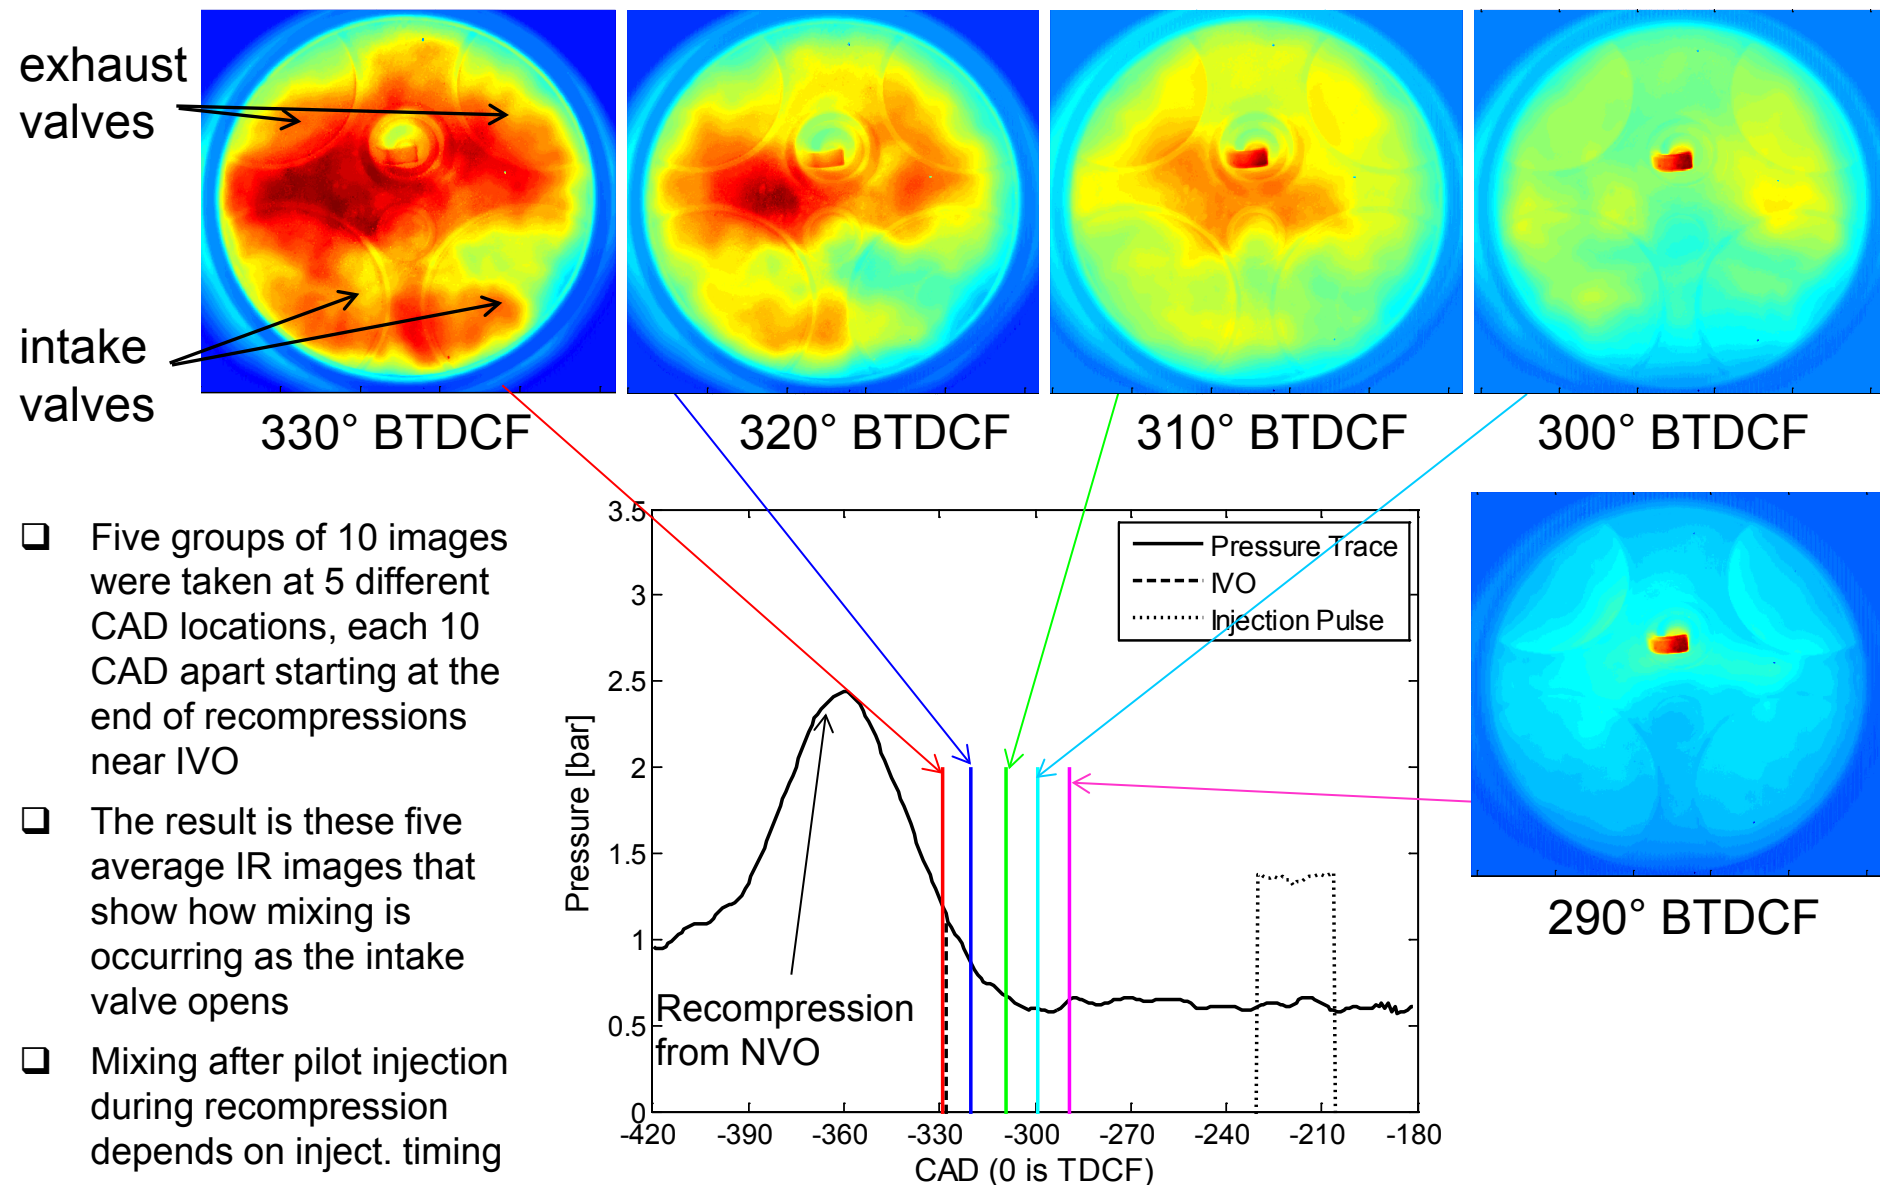 exhaust
valves
intake
valves
330° BTDCF
320° BTDCF
310° BTDCF
300° BTDCF
290° BTDCF
❑ Five groups of 10 images
were taken at 5 different
CAD locations, each 10
CAD apart starting at the
end of recompressions
near IVO
❑ The result is these five
average IR images that
show how mixing is
occurring as the intake
valve opens
❑ Mixing after pilot injection
during recompression
depends on inject. timing
Pressure Trace
IVO
Injection Pulse
Pressure [bar]
3.5
3
2.5
2
1.5
1
0.5
0
Recompression
from NVO
-420 -390 -360 -330 -300 -270 -240 -210 -180
CAD (0 is TDCF)